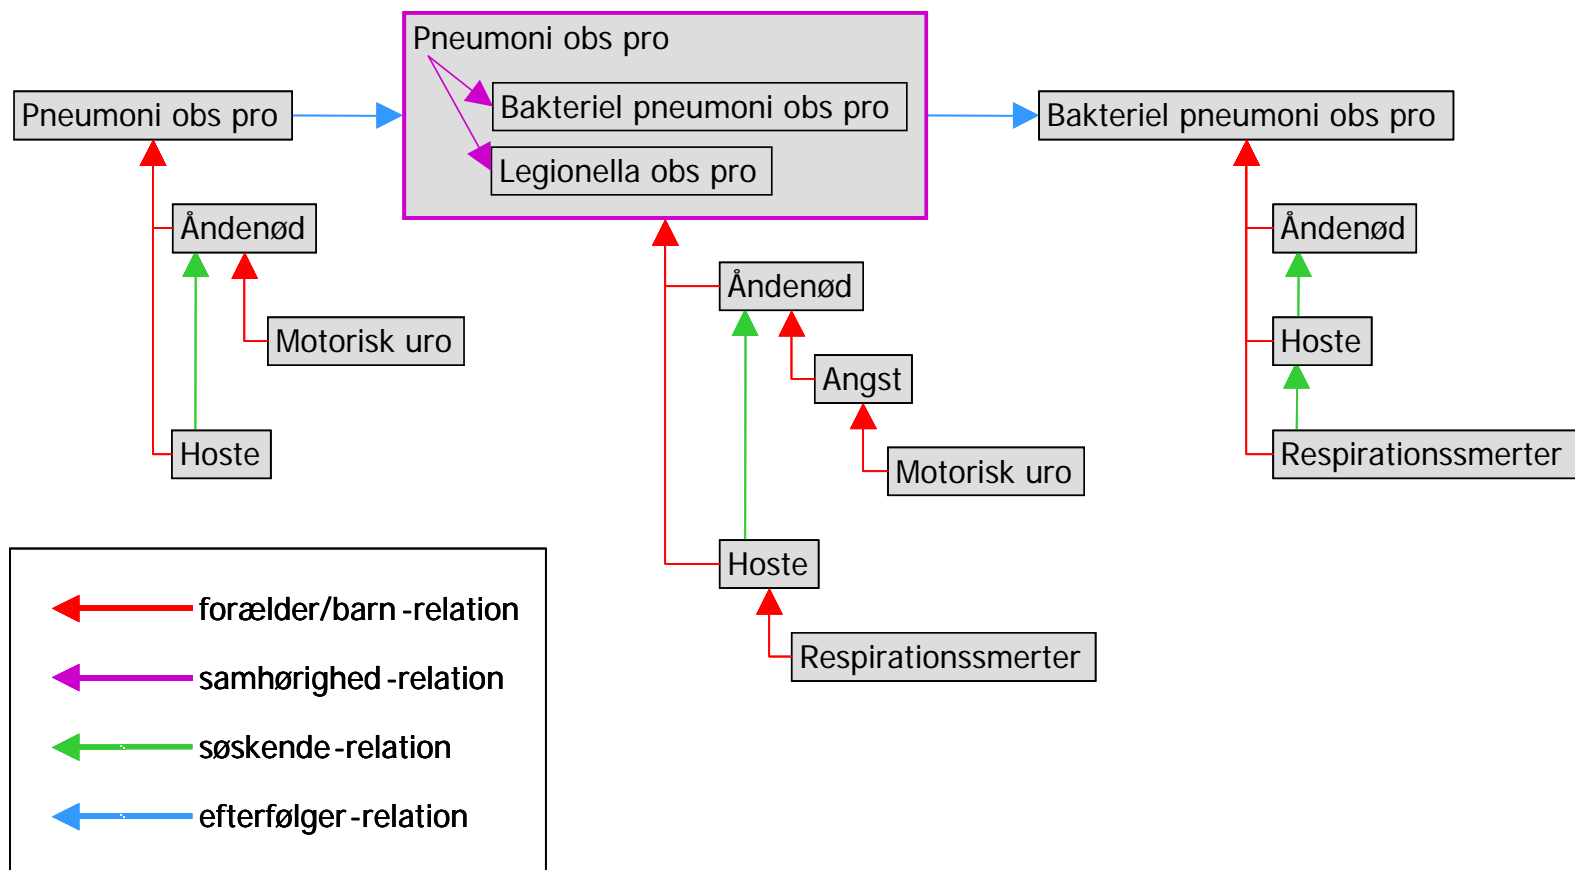 Pneumoni obs pro
Pneumoni obs pro
Bakteriel pneumoni obs pro
Legionella obs pro
Bakteriel pneumoni obs pro
Åndenød
Motorisk uro
Hoste
Åndenød
Angst
Motorisk uro
Hoste
Respirationssmerter
Åndenød
Hoste
Respirationssmerter
forælder/barn-relation
samhørighed-relation
søskende-relation
efterfølger-relation